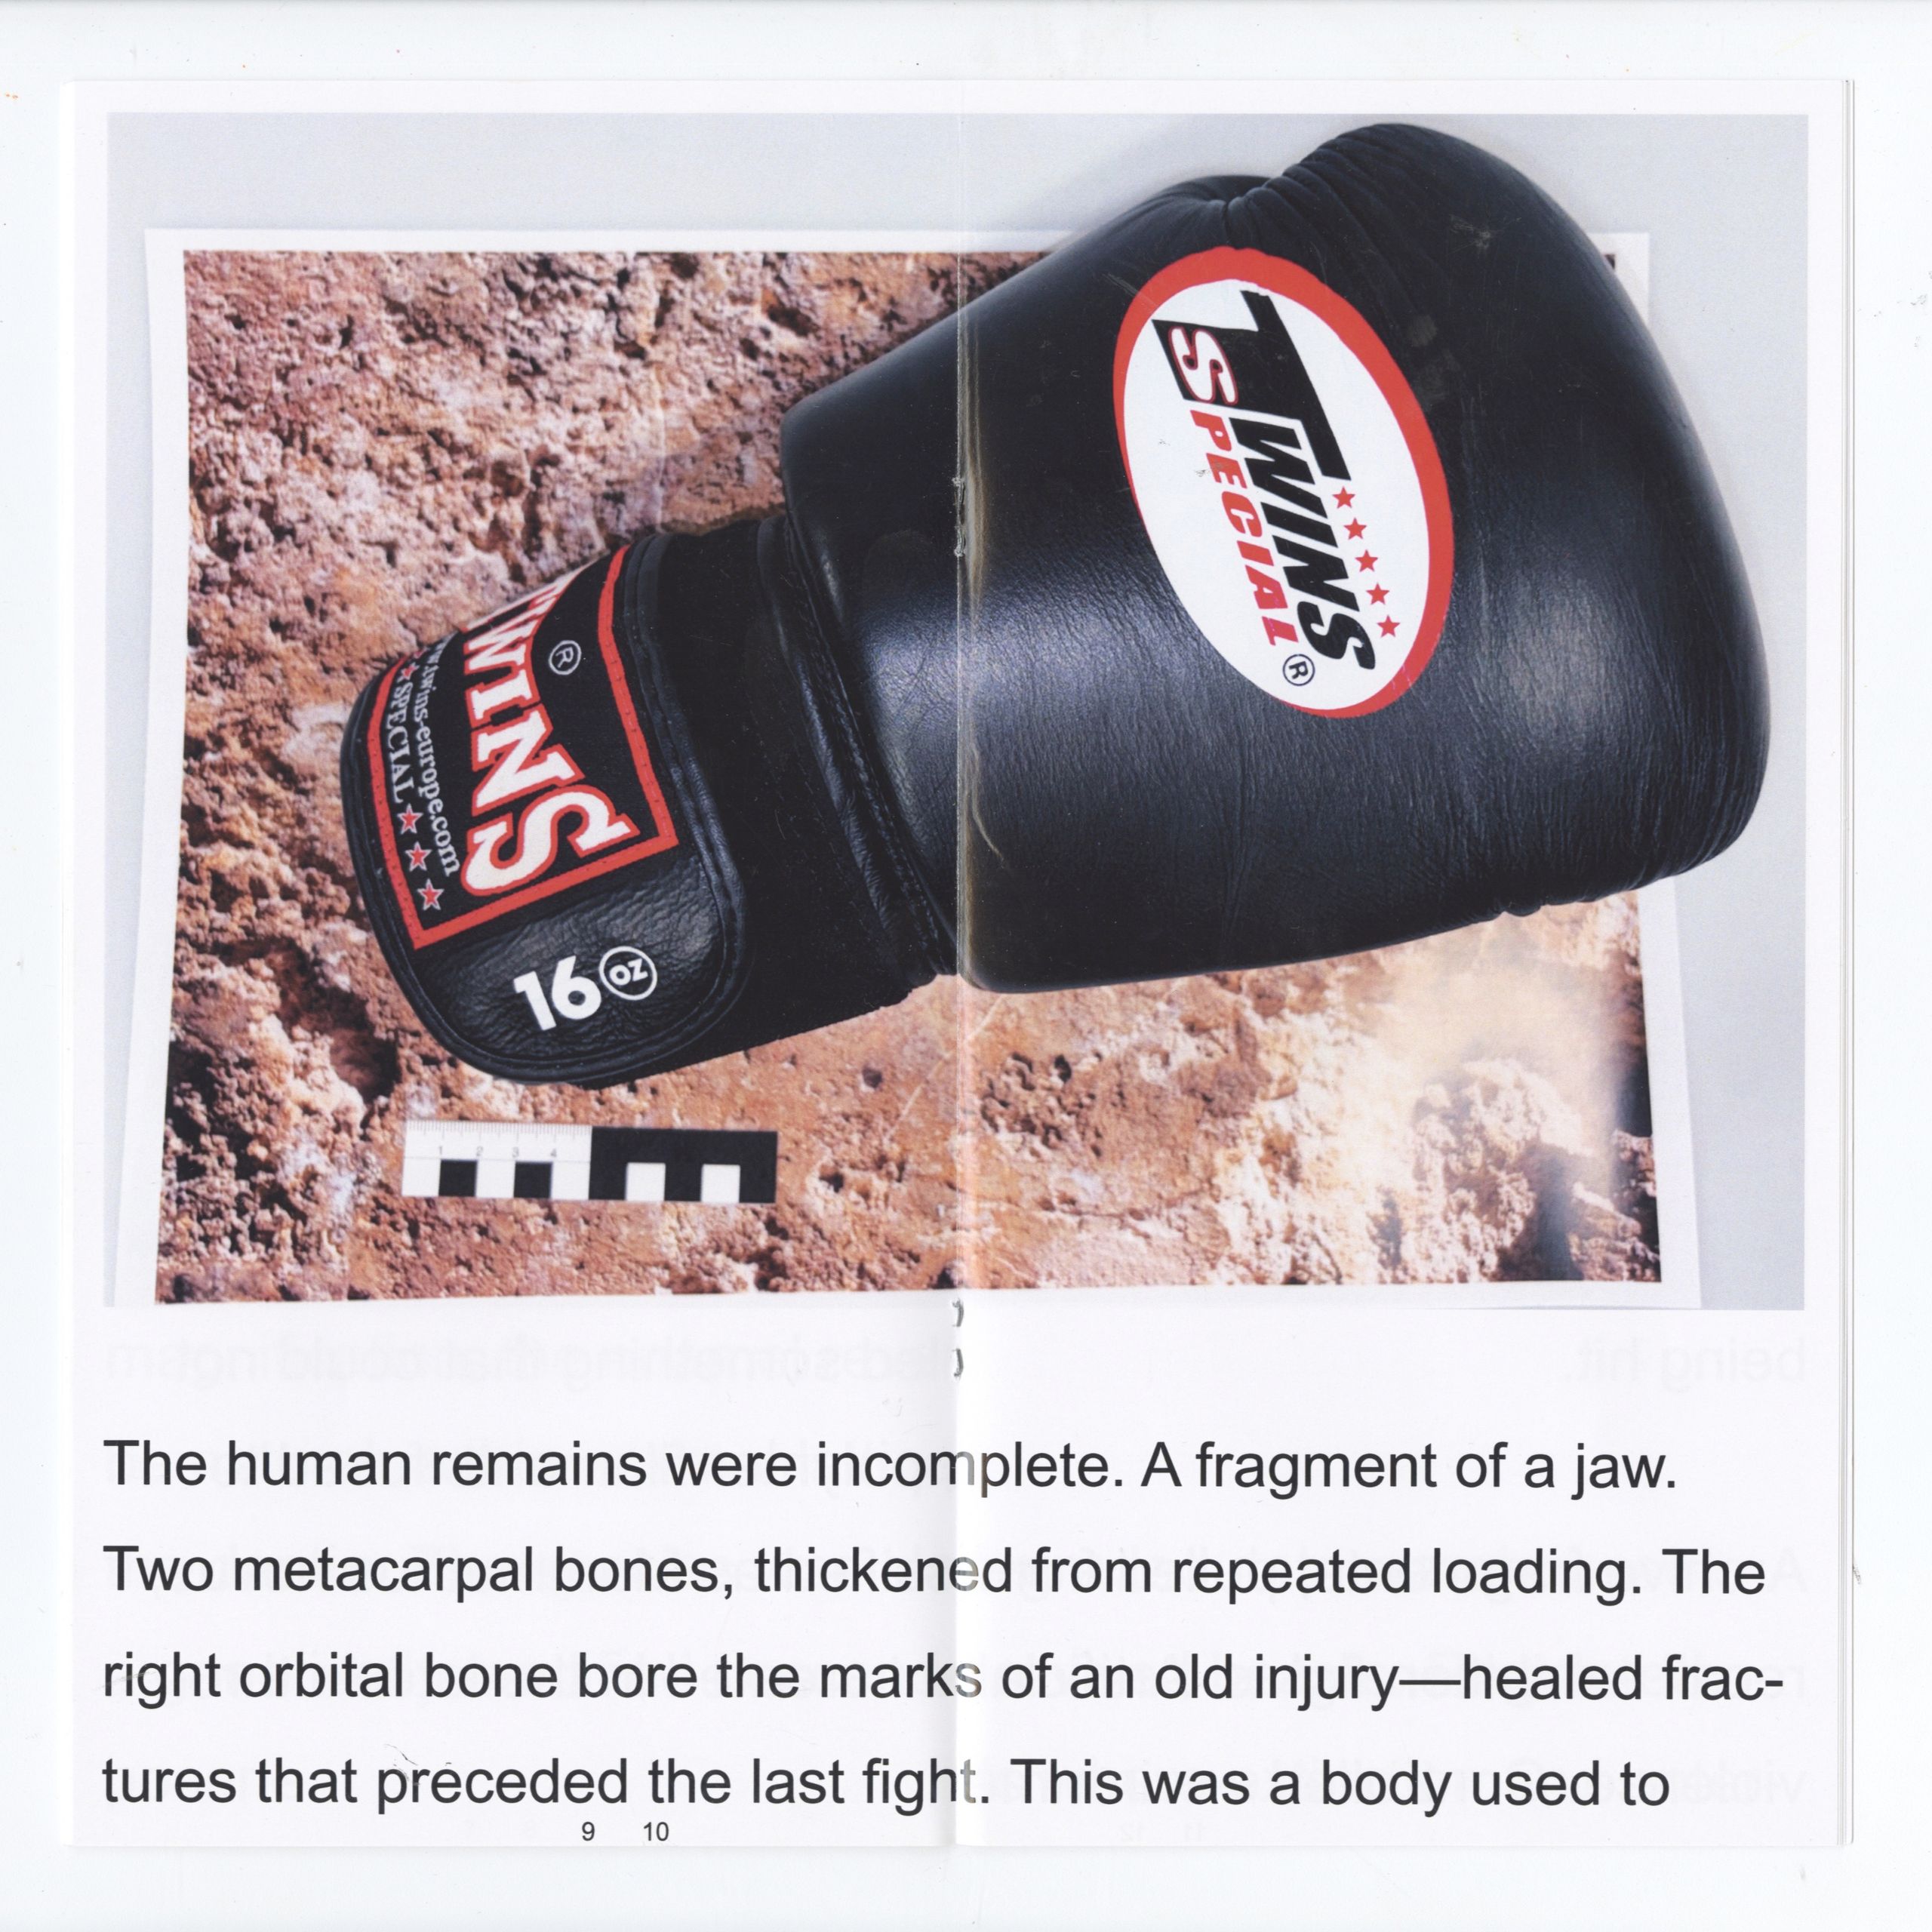 TWINS
SPECIAL
®
TWINS
®
www.twins-europe.com
SPECIAL
16 oz
1 2 3 4
The human remains were incomplete. A fragment of a jaw.
Two metacarpal bones, thickened from repeated loading. The
right orbital bone bore the marks of an old injury—healed frac-
tures that preceded the last fight. This was a body used to
9 10